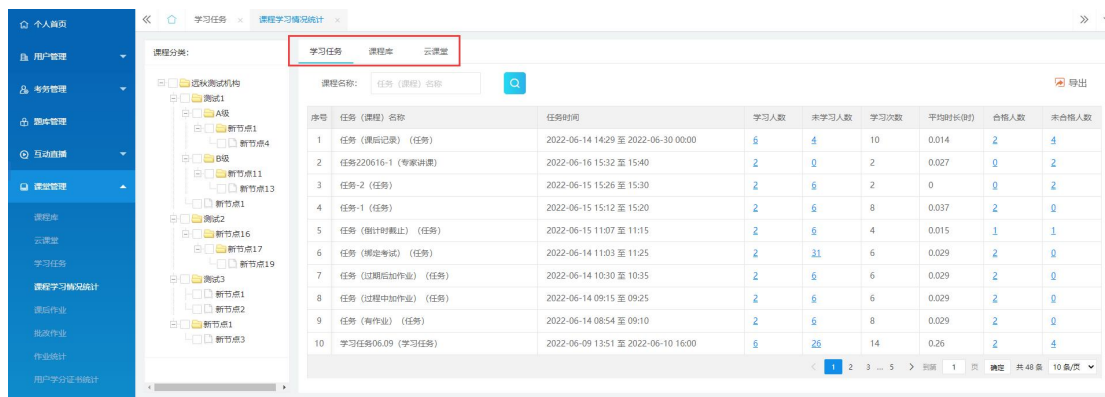 个人首页
用户管理
考务管理
题库管理
互动直播
课堂管理
课程库
云课堂
学习任务
课程学习情况统计
课后作业
批改作业
作业统计
用户学分证书统计
学习任务 × 课程学习情况统计 ×
课程分类：
远秋测试机构
测试1
A级
新节点1
新节点4
B级
新节点11
新节点13
新节点1
测试2
新节点16
新节点17
新节点19
测试3
新节点1
新节点2
新节点1
新节点3
学习任务 课程库 云课堂
课程名称： 任务（课程）名称 导出
序号 任务（课程）名称 任务时间 学习人数 未学习人数 学习次数 平均时长(时) 合格人数 未合格人数
1 任务（课后记录）（任务） 2022-06-14 14:29 至 2022-06-30 00:00 6 4 10 0.014 2 4
2 任务220616-1（专家讲课） 2022-06-16 15:32 至 15:40 2 0 2 0.027 0 2
3 任务-2（任务） 2022-06-15 15:26 至 15:30 2 6 2 0 0 2
4 任务-1（任务） 2022-06-15 15:12 至 15:20 2 6 8 0.037 2 0
5 任务（倒计时截止）（任务） 2022-06-15 11:07 至 11:15 2 6 4 0.015 1 1
6 任务（绑定考试）（任务） 2022-06-14 11:03 至 11:25 2 31 6 0.029 2 0
7 任务（过期后加作业）（任务） 2022-06-14 10:30 至 10:35 2 6 6 0.029 2 0
8 任务（过程中加作业）（任务） 2022-06-14 09:15 至 09:25 2 6 6 0.029 2 0
9 任务（有作业）（任务） 2022-06-14 08:54 至 09:10 2 6 8 0.029 2 0
10 学习任务06.09（学习任务） 2022-06-09 13:51 至 2022-06-10 16:00 6 26 14 0.26 2 4
1 2 3 … 5 到第 1 页 确定 共 48 条 10 条/页